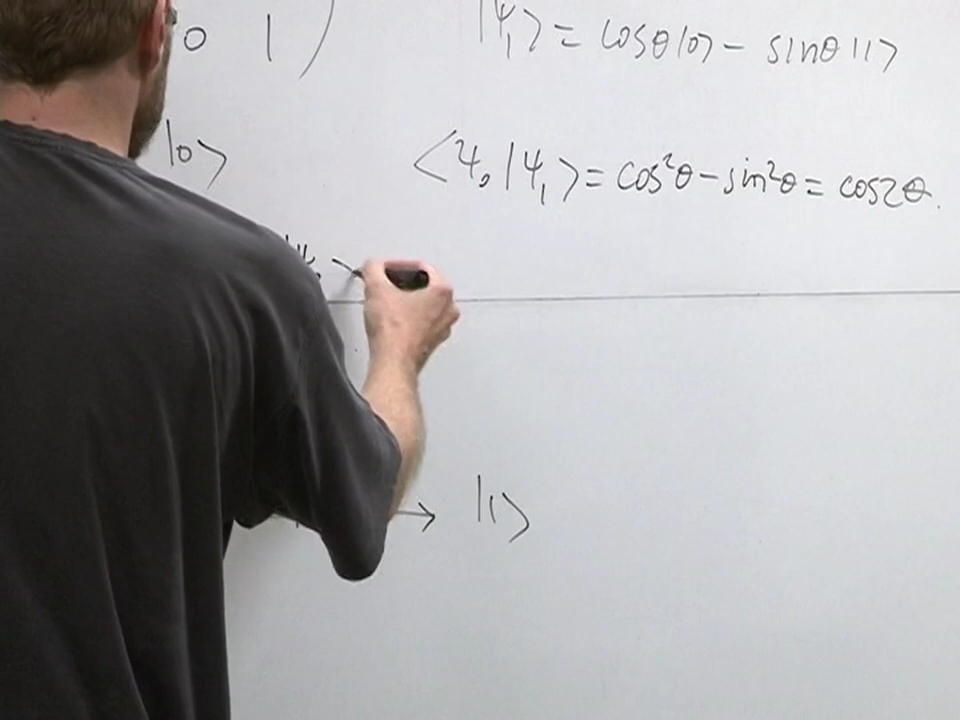 0 1 )
|ψ₁⟩ = cosθ|0⟩ − sinθ|1⟩
|0⟩
⟨ψ₀|ψ₁⟩ = cos²θ − sin²θ = cos2θ.
→ |1⟩